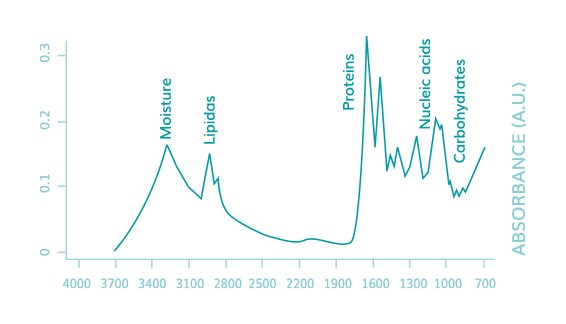 0.3
0.2
0.1
0
Moisture
Lipidas
Proteins
Nucleic acids
Carbohydrates
ABSORBANCE (A.U.)
4000 3700 3400 3100 2800 2500 2200 1900 1600 1300 1000 700